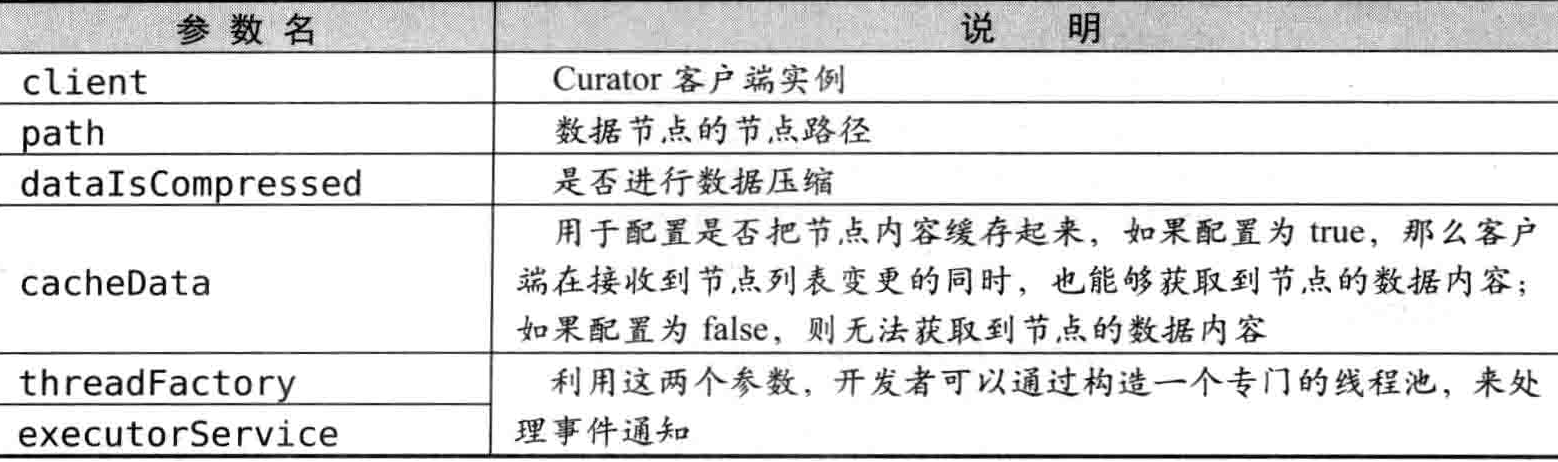 参数名 说明
client Curator 客户端实例
path 数据节点的节点路径
dataIsCompressed 是否进行数据压缩
用于配置是否把节点内容缓存起来，如果配置为 true，那么客户
cacheData 端在接收到节点列表变更的同时，也能够获取到节点的数据内容；
如果配置为 false，则无法获取到节点的数据内容
threadFactory 利用这两个参数，开发者可以通过构造一个专门的线程池，来处
executorService 理事件通知